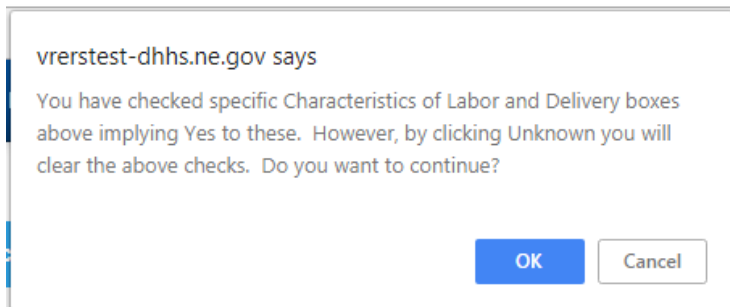 vrerstest-dhhs.ne.gov says
You have checked specific Characteristics of Labor and Delivery boxes
above implying Yes to these.  However, by clicking Unknown you will
clear the above checks.  Do you want to continue?
OK
Cancel